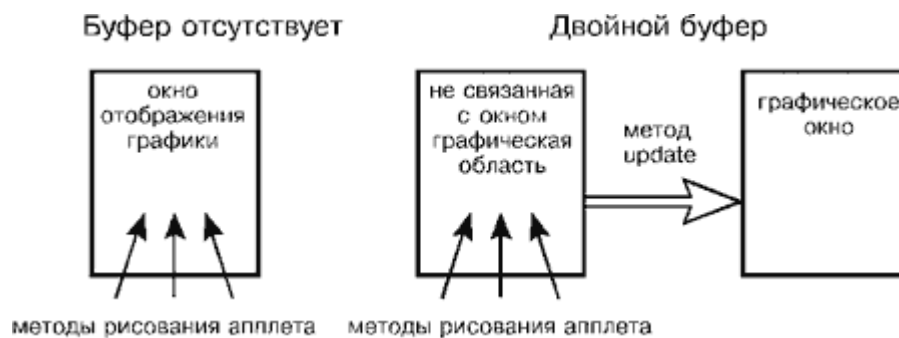 Буфер отсутствует
Двойной буфер
окно
отображения
графики
не связанная
с окном
графическая
область
метод
update
графическое
окно
методы рисования апплета
методы рисования апплета